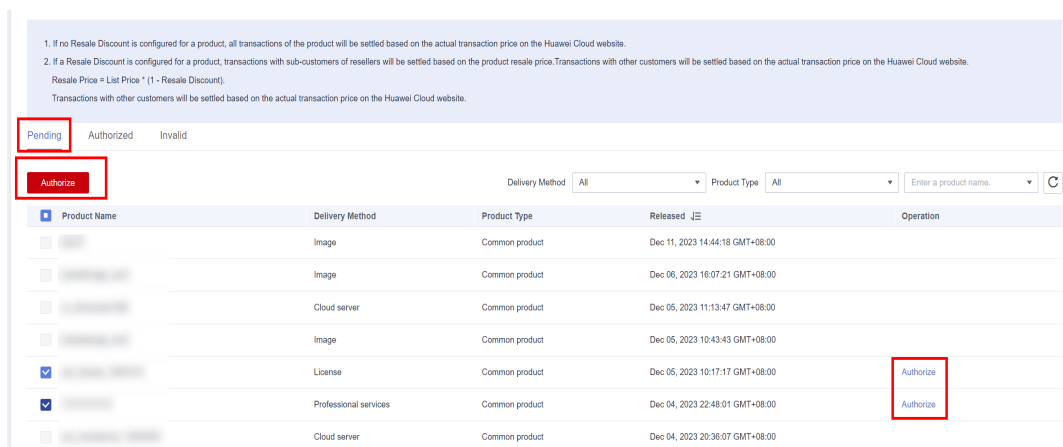 1. If no Resale Discount is configured for a product, all transactions of the product will be settled based on the actual transaction price on the Huawei Cloud website.
2. If a Resale Discount is configured for a product, transactions with sub-customers of resellers will be settled based on the product resale price.Transactions with other customers will be settled based on the actual transaction price on the Huawei Cloud website.
Resale Price = List Price * (1 - Resale Discount).
Transactions with other customers will be settled based on the actual transaction price on the Huawei Cloud website.
Pending Authorized Invalid
Authorize Delivery Method All Product Type All Enter a product name.
Product Name Delivery Method Product Type Released Operation
Image Common product Dec 11, 2023 14:44:18 GMT+08:00
Image Common product Dec 06, 2023 16:07:21 GMT+08:00
Cloud server Common product Dec 05, 2023 11:13:47 GMT+08:00
Image Common product Dec 05, 2023 10:43:43 GMT+08:00
License Common product Dec 05, 2023 10:17:17 GMT+08:00 Authorize
Professional services Common product Dec 04, 2023 22:48:01 GMT+08:00 Authorize
Cloud server Common product Dec 04, 2023 20:36:07 GMT+08:00